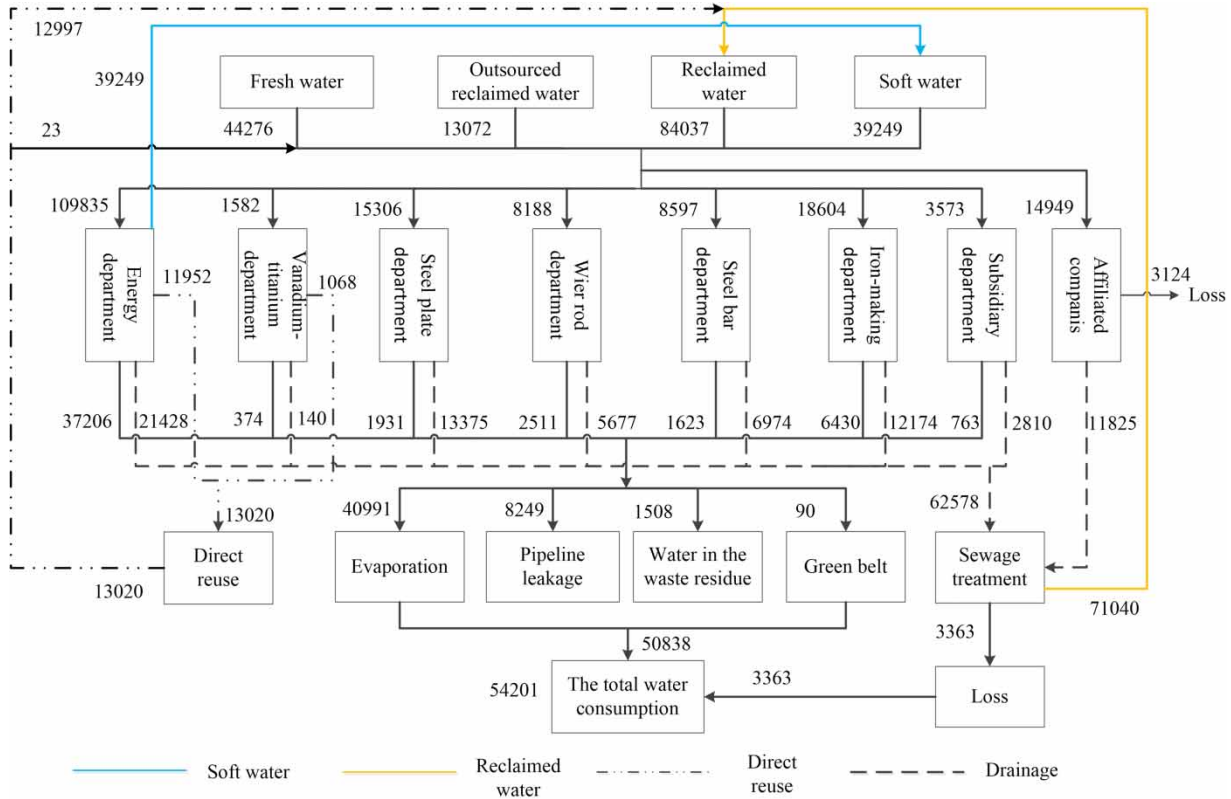 12997
39249
Fresh water
Outsourced
reclaimed water
Reclaimed
water
Soft water
23
44276
13072
84037
39249
109835
1582
15306
8188
8597
18604
3573
14949
Energy
department
11952
Vanadium-
titanium
department
1068
Steel plate
department
Wier rod
department
Steel bar
department
Iron-making
department
Subsidiary
department
Affiliated
companis
3124
Loss
37206
21428
374
140
1931
13375
2511
5677
1623
6974
6430
12174
763
2810
11825
13020
40991
8249
1508
90
62578
Direct
reuse
Evaporation
Pipeline
leakage
Water in the
waste residue
Green belt
Sewage
treatment
13020
71040
50838
3363
54201
The total water
consumption
3363
Loss
Soft water
Reclaimed
water
Direct
reuse
Drainage